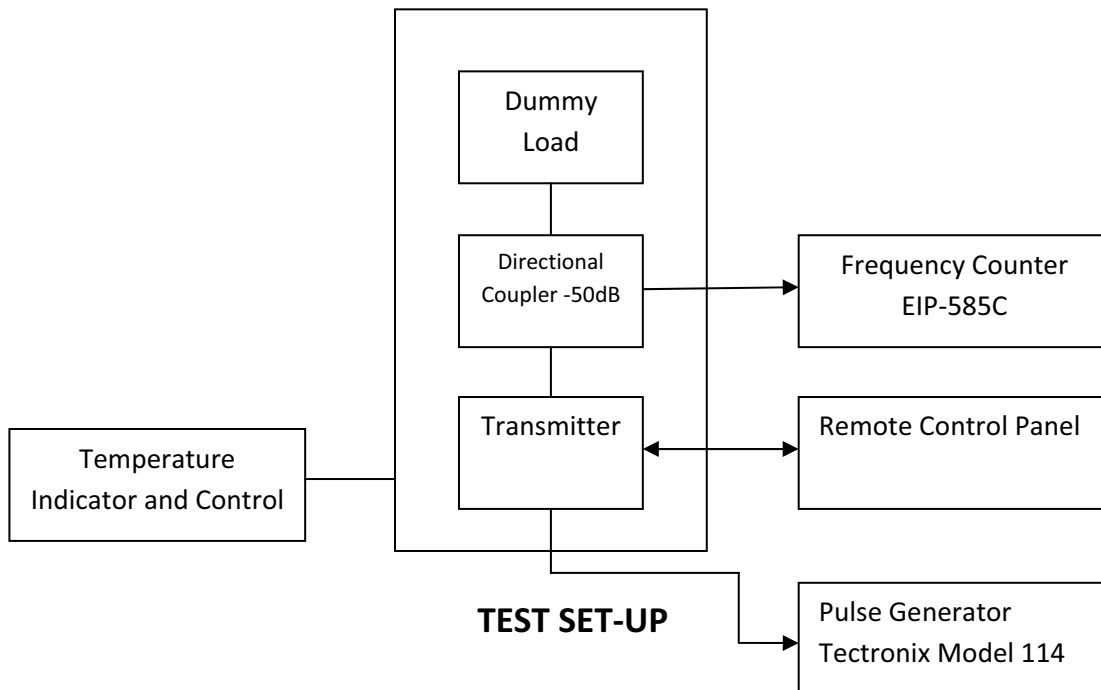 Dummy
Load
Directional
Coupler -50dB
Frequency Counter
EIP-585C
Transmitter
Remote Control Panel
Temperature
Indicator and Control
TEST SET-UP
Pulse Generator
Tectronix Model 114